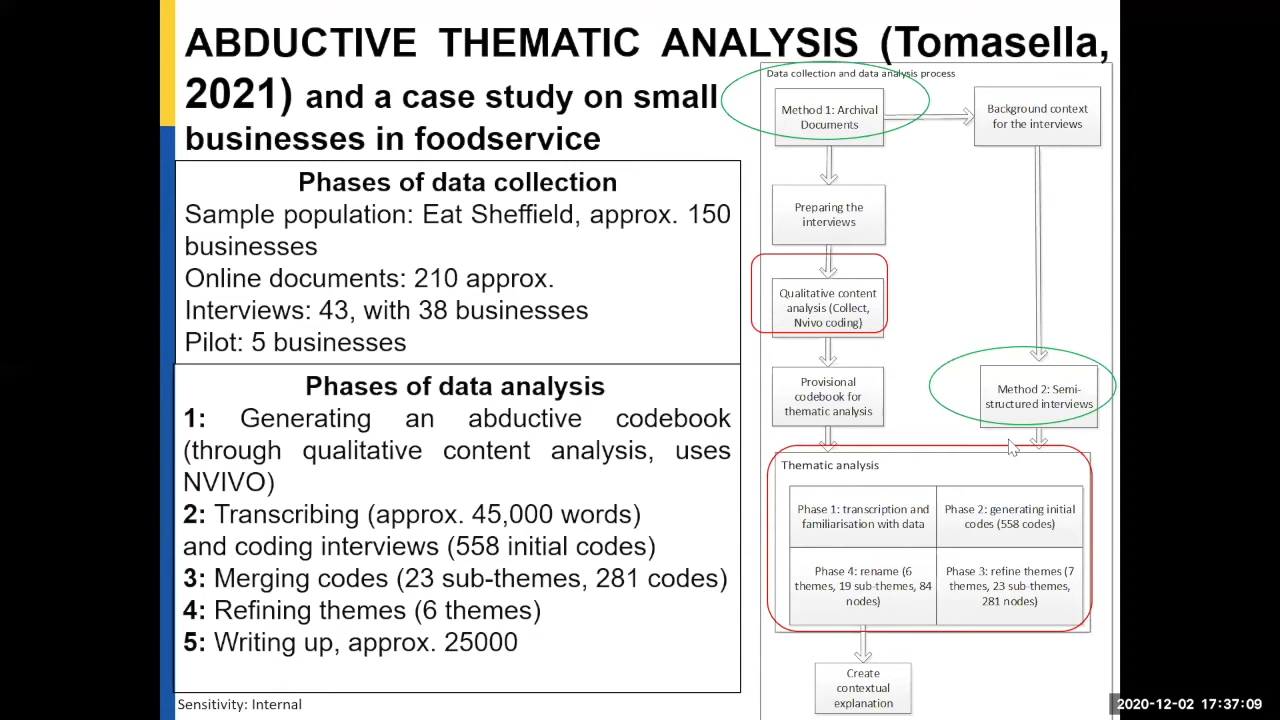 ABDUCTIVE THEMATIC ANALYSIS (Tomasella,
2021) and a case study on small
businesses in foodservice
Phases of data collection
Sample population: Eat Sheffield, approx. 150
businesses
Online documents: 210 approx.
Interviews: 43, with 38 businesses
Pilot: 5 businesses
Phases of data analysis
1: Generating an abductive codebook
(through qualitative content analysis, uses
NVIVO)
2: Transcribing (approx. 45,000 words)
and coding interviews (558 initial codes)
3: Merging codes (23 sub-themes, 281 codes)
4: Refining themes (6 themes)
5: Writing up, approx. 25000
Sensitivity: Internal
Data collection and data analysis process
Method 1: Archival
Documents
Background context
for the interviews
Preparing the
interviews
Qualitative content
analysis (Collect,
Nvivo coding)
Provisional
codebook for
thematic analysis
Method 2: Semi-
structured interviews
Thematic analysis
Phase 1: transcription and
familiarisation with data
Phase 2: generating initial
codes (558 codes)
Phase 4: rename (6
themes, 19 sub-themes, 84
nodes)
Phase 3: refine themes (7
themes, 23 sub-themes,
281 nodes)
Create
contextual
explanation
2020-12-02 17:37:09